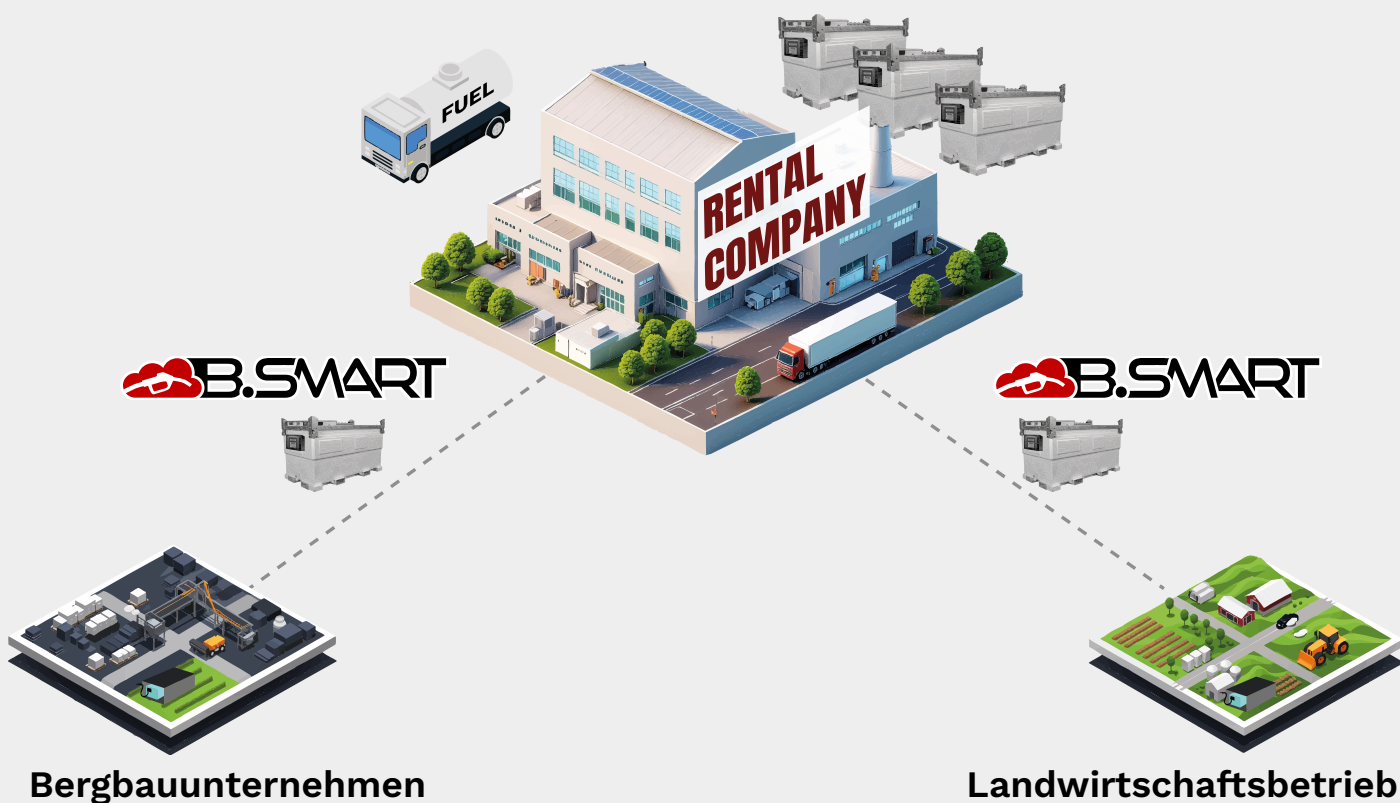 FUEL
RENTAL
COMPANY
B.SMART
B.SMART
Bergbauunternehmen
Landwirtschaftsbetrieb